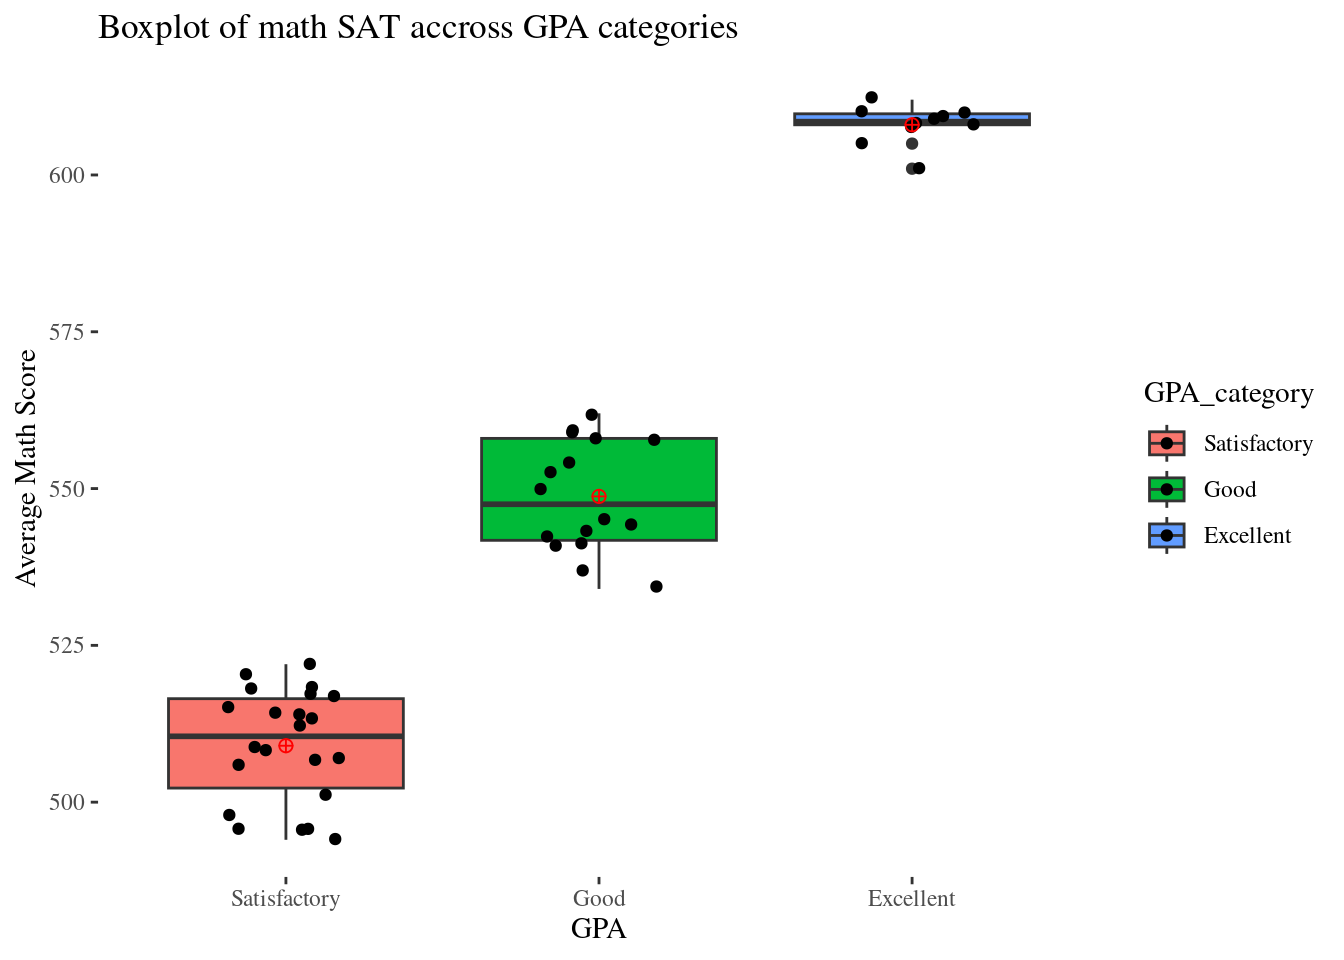 Boxplot of math SAT accross GPA categories
600
575
550
525
500
Average Math Score
Satisfactory
Good
Excellent
GPA
GPA_category
Satisfactory
Good
Excellent